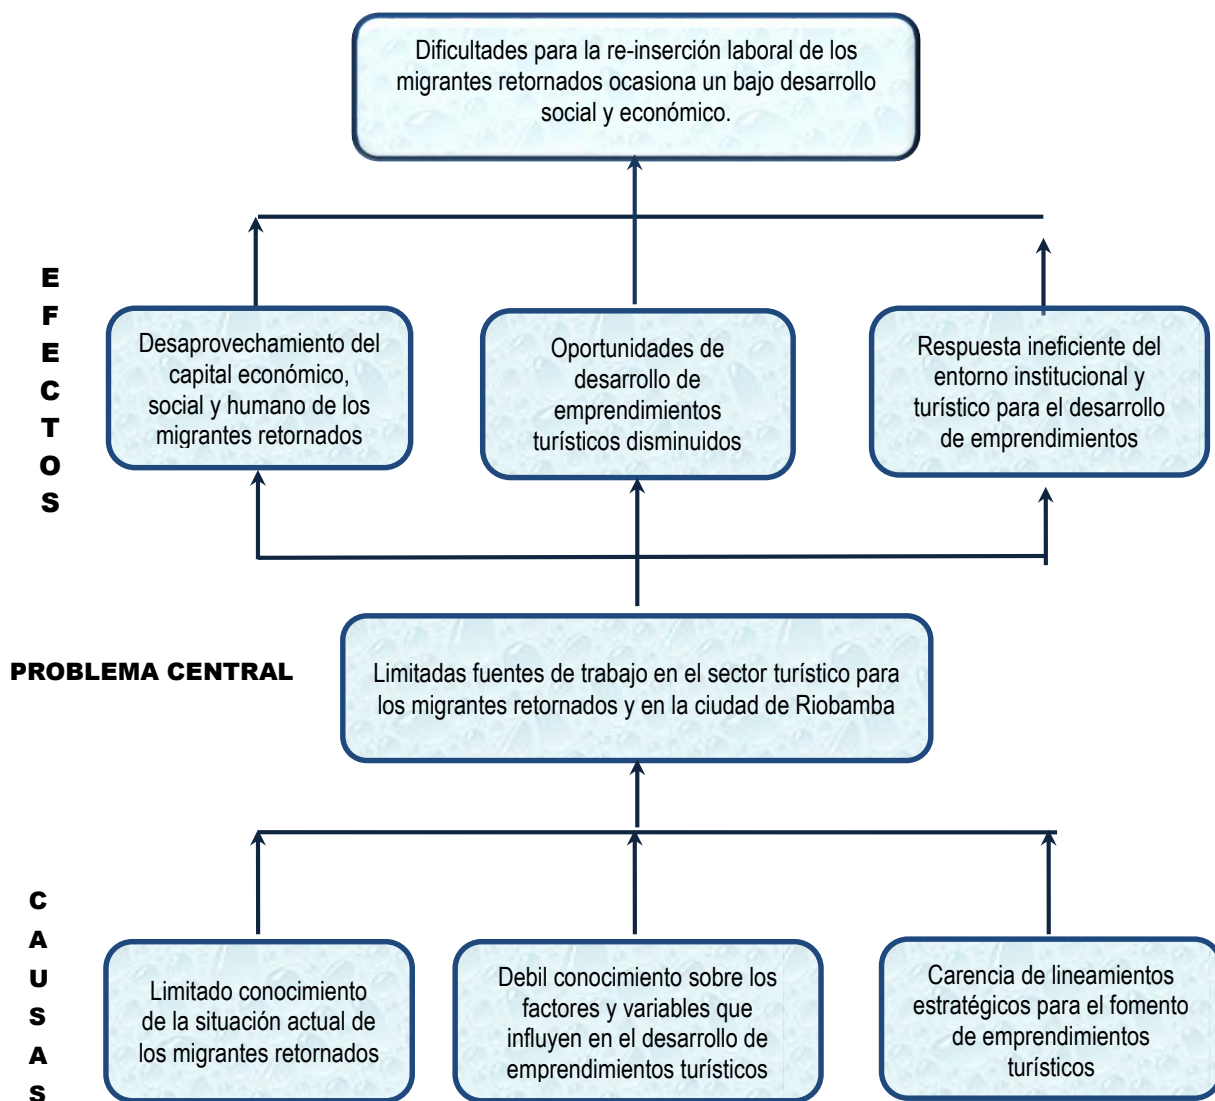 Dificultades para la re-inserción laboral de los
migrantes retornados ocasiona un bajo desarrollo
social y económico.
EFECTOS
Desaprovechamiento del
capital económico,
social y humano de los
migrantes retornados
Oportunidades de
desarrollo de
emprendimientos
turísticos disminuidos
Respuesta ineficiente del
entorno institucional y
turístico para el desarrollo
de emprendimientos
PROBLEMA CENTRAL
Limitadas fuentes de trabajo en el sector turístico para
los migrantes retornados y en la ciudad de Riobamba
CAUSAS
Limitado conocimiento
de la situación actual de
los migrantes retornados
Debil conocimiento sobre los
factores y variables que
influyen en el desarrollo de
emprendimientos turísticos
Carencia de lineamientos
estratégicos para el fomento
de emprendimientos
turísticos